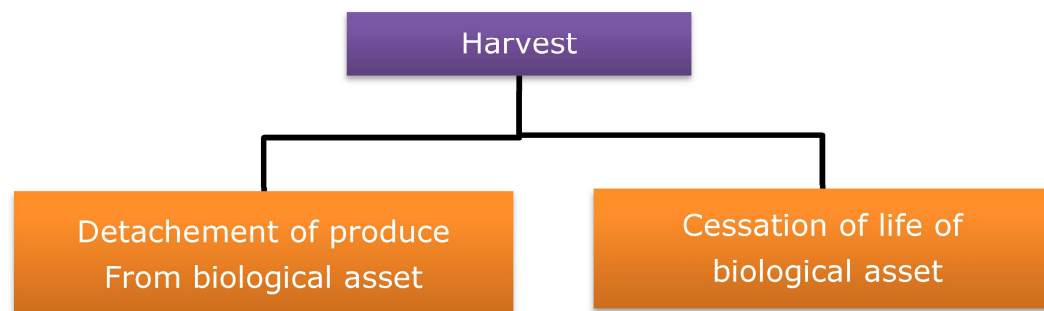 Harvest
Detachement of produce
From biological asset
Cessation of life of
biological asset